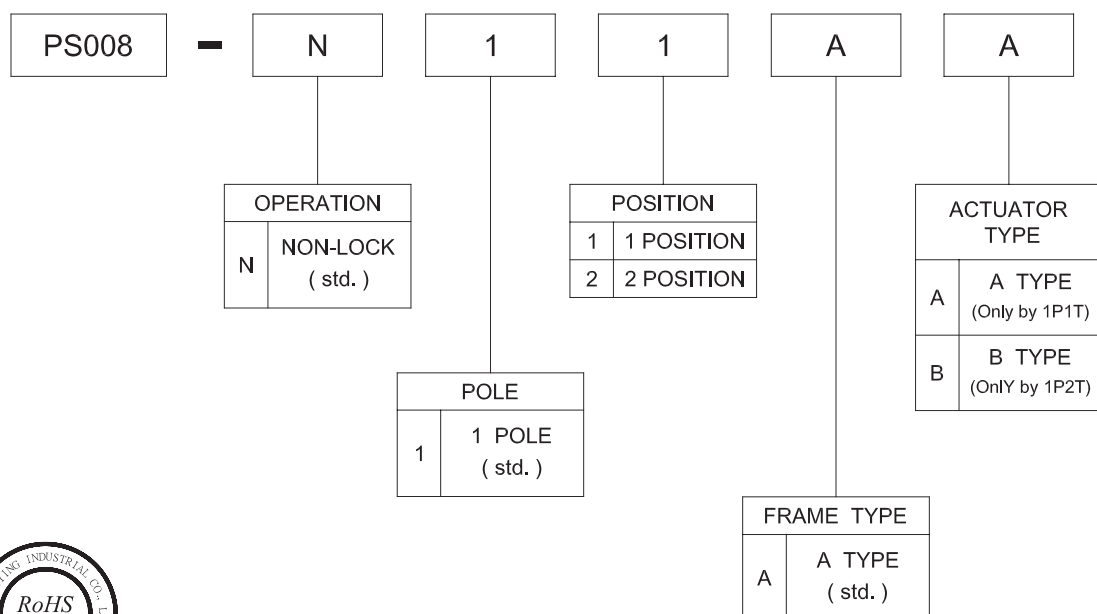 PS008 - N 1 1 A A
OPERATION
N NON-LOCK
( std. )
POSITION
1 1 POSITION
2 2 POSITION
ACTUATOR
TYPE
A A TYPE
(Only by 1P1T)
B B TYPE
(OnlY by 1P2T)
POLE
1 1 POLE
( std. )
FRAME TYPE
A A TYPE
( std. )
INDUSTRIAL CO., L
RoHS